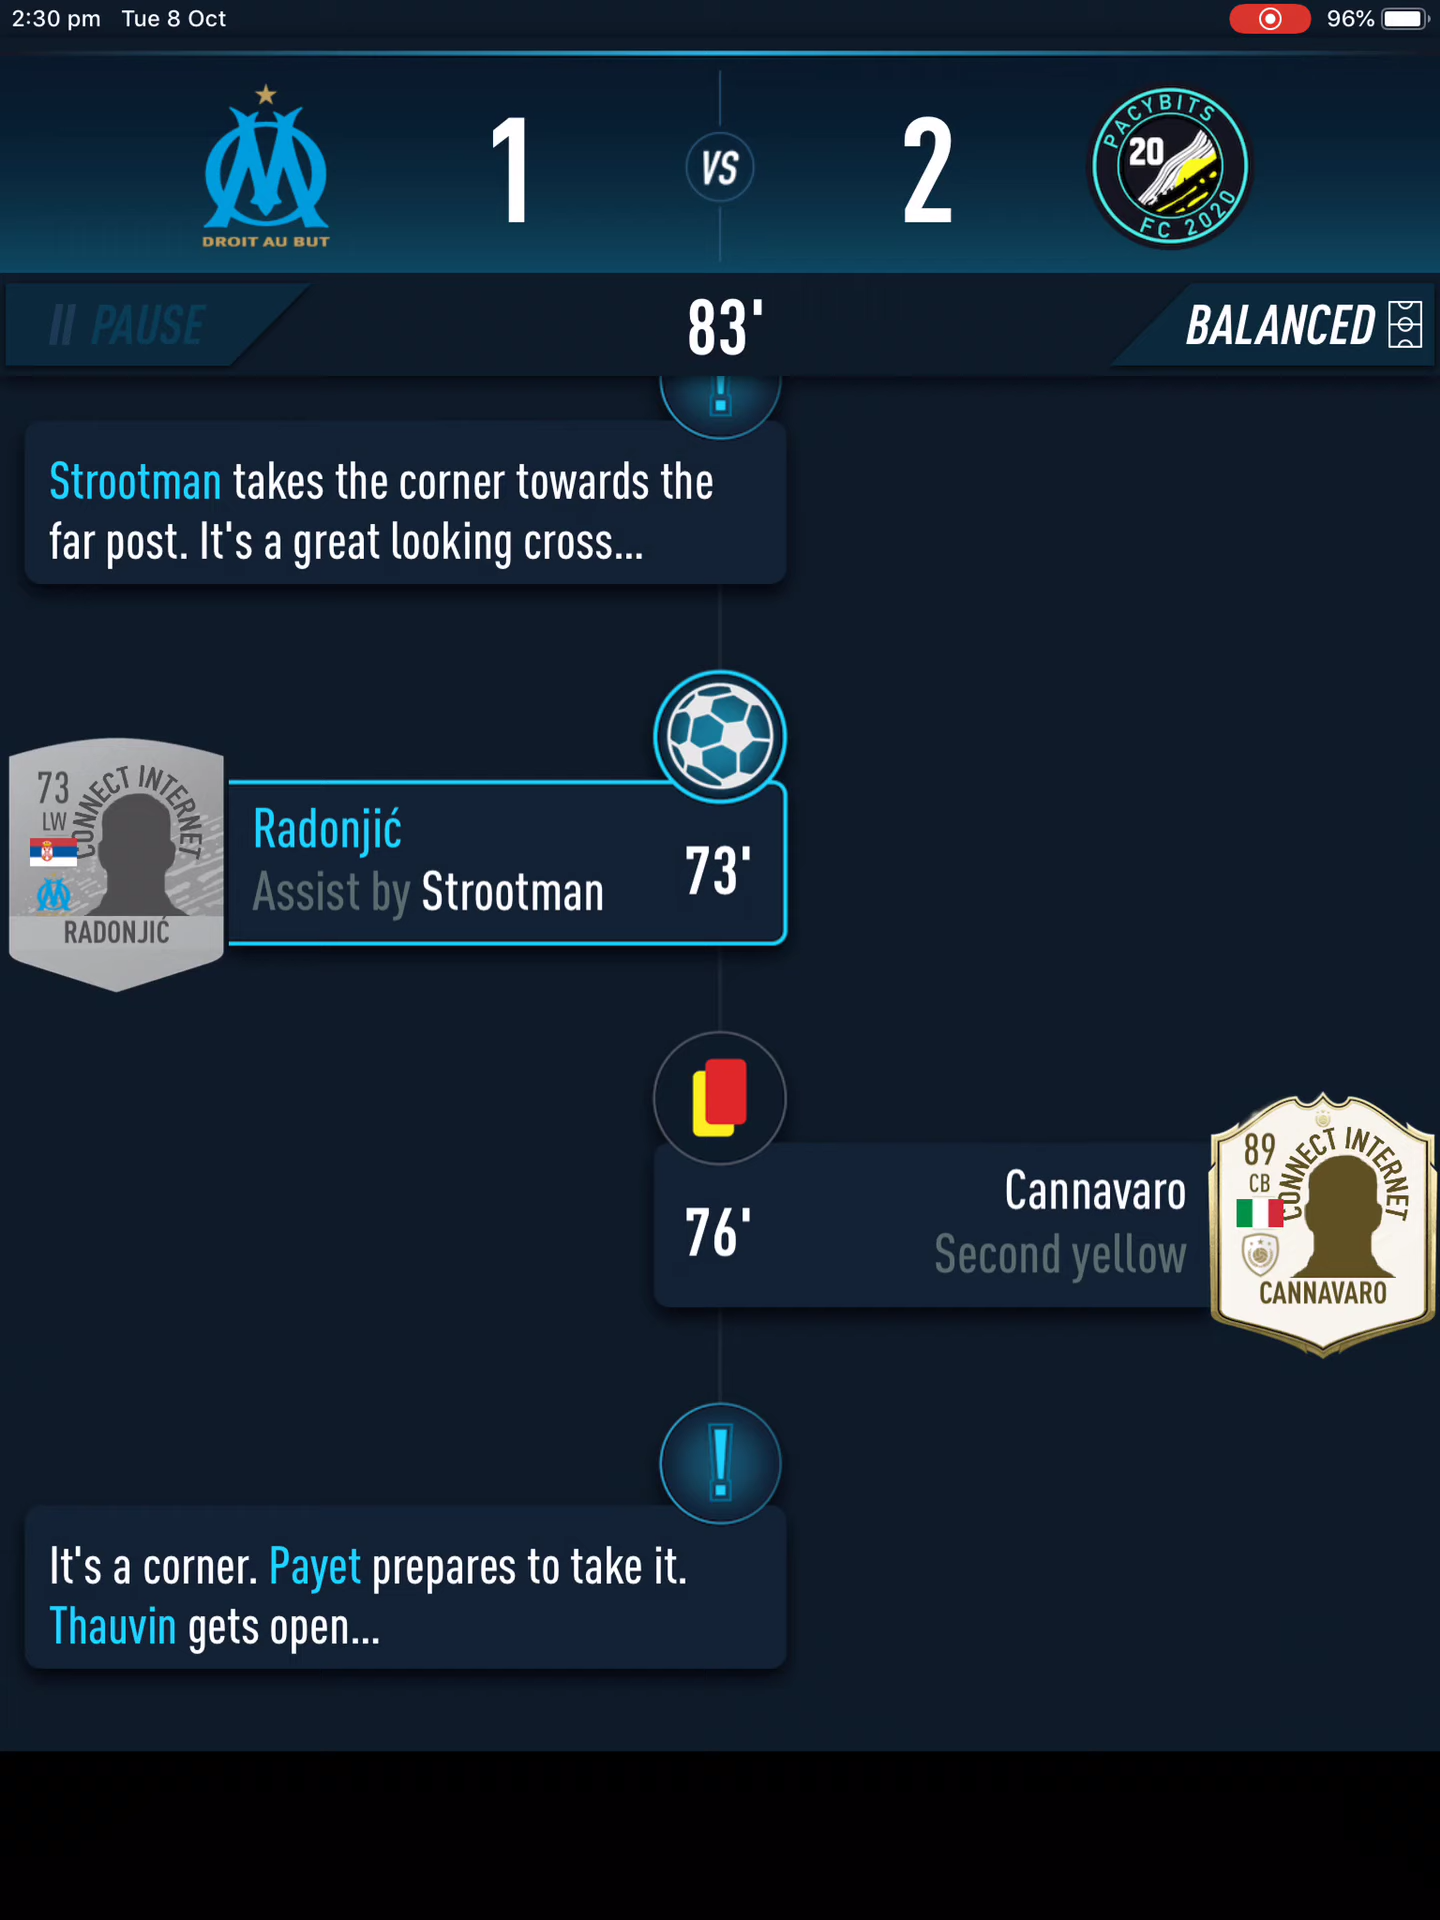 2:30 pm Tue 8 Oct 96%
DROIT AU BUT
1 VS 2
PACYBITS
20
FC 2020
PAUSE 83' BALANCED
Strootman takes the corner towards the
far post. It's a great looking cross...
73
LW
CONNECT INTERNET
RADONJIĆ
Radonjić
Assist by Strootman
73'
76'
Cannavaro
Second yellow
89
CB
CONNECT INTERNET
CANNAVARO
It's a corner. Payet prepares to take it.
Thauvin gets open...